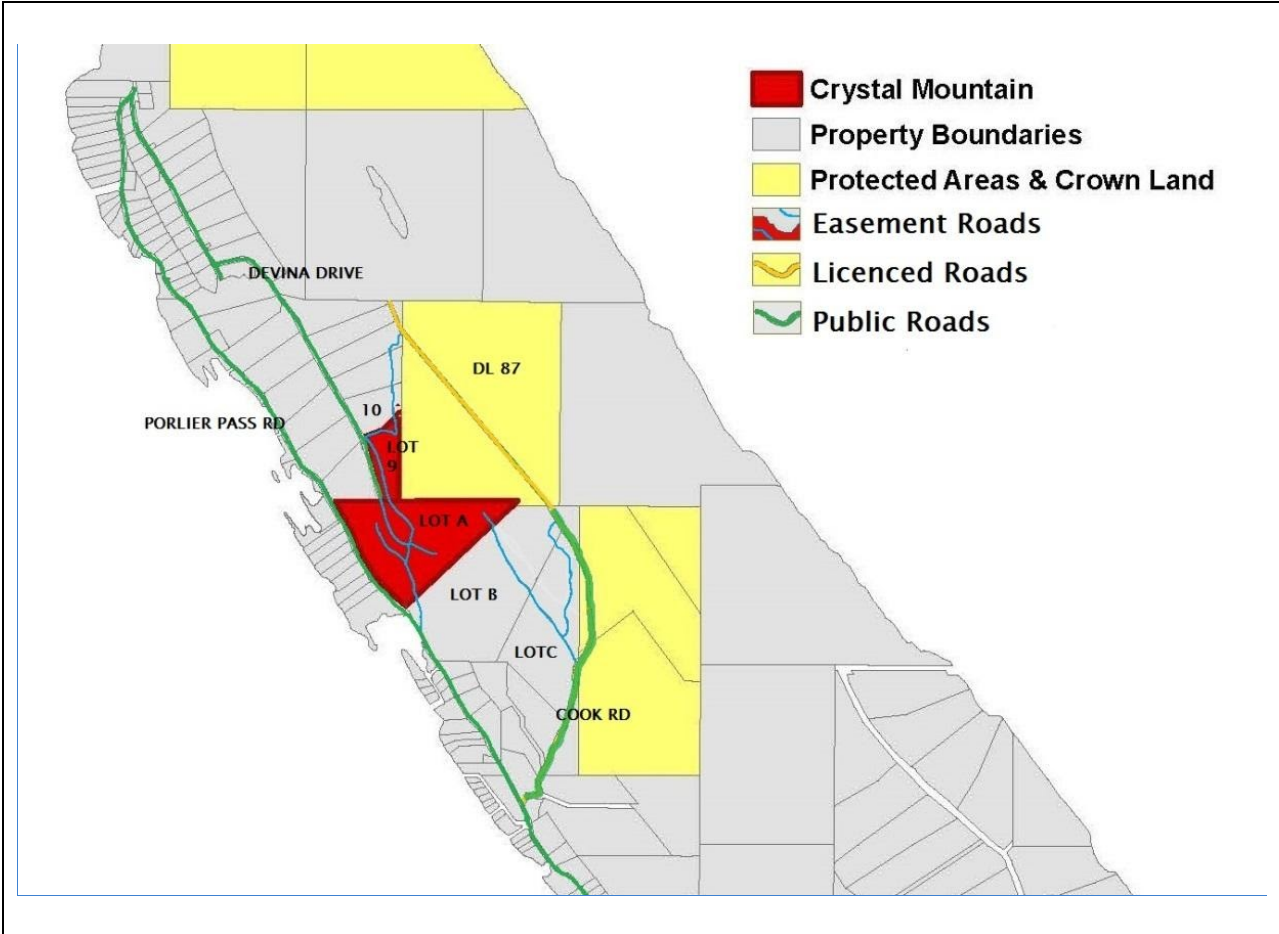 Crystal Mountain
Property Boundaries
Protected Areas & Crown Land
Easement Roads
Licenced Roads
Public Roads
DEVINA DRIVE
DL 87
PORLIER PASS RD
10
LOT
9
LOT A
LOT B
LOTC
COOK RD